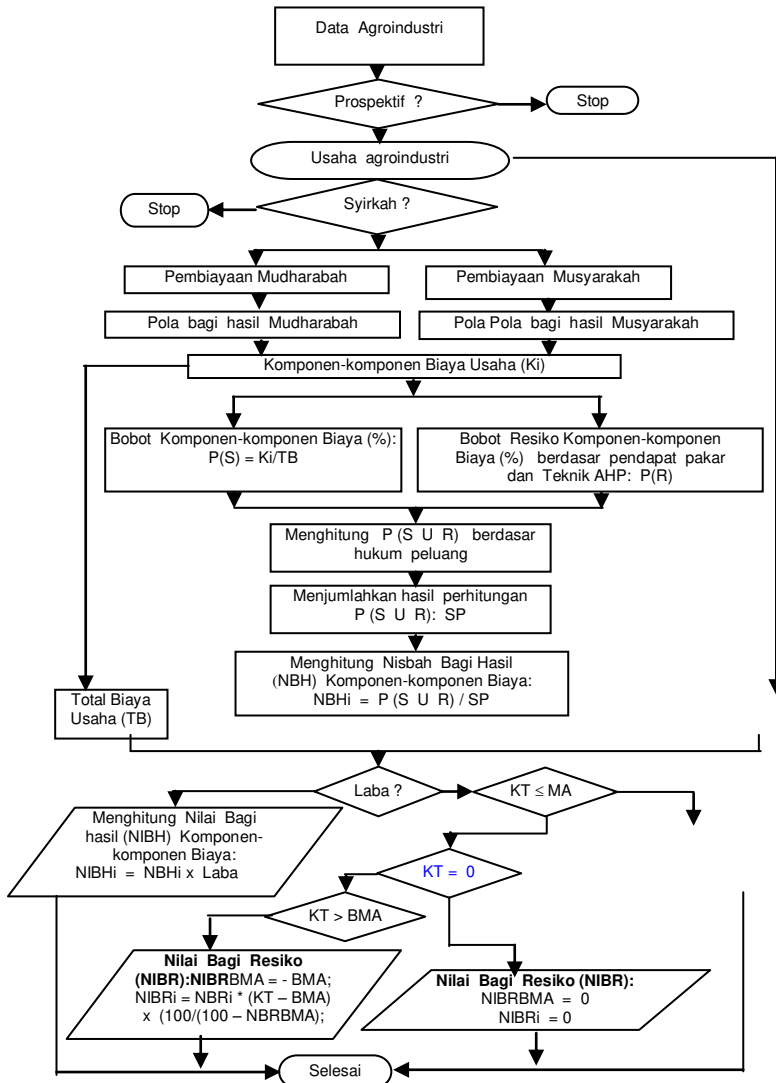 Data Agroindustri
Prospektif ?
Stop
Usaha agroindustri
Stop
Syirkah ?
Pembiayaan Mudharabah
Pembiayaan Musyarakah
Pola bagi hasil Mudharabah
Pola Pola bagi hasil Musyarakah
Komponen-komponen Biaya Usaha (Ki)
Bobot Komponen-komponen Biaya (%):
P(S) = Ki/TB
Bobot Resiko Komponen-komponen
Biaya (%) berdasar pendapat pakar
dan Teknik AHP: P(R)
Menghitung P (S U R) berdasar
hukum peluang
Menjumlahkan hasil perhitungan
P (S U R): SP
Menghitung Nisbah Bagi Hasil
(NBH) Komponen-komponen Biaya:
NBHi = P (S U R) / SP
Total Biaya
Usaha (TB)
Laba ?
KT ≤ MA
Menghitung Nilai Bagi
hasil (NIBH) Komponen-
komponen Biaya:
NIBHi = NBHi x Laba
KT = 0
KT > BMA
Nilai Bagi Resiko
(NIBR):NIBRBMA = - BMA;
NIBRi = NBRi * (KT – BMA)
x (100/(100 – NBRBMA);
Nilai Bagi Resiko (NIBR):
NIBRBMA = 0
NIBRi = 0
Selesai